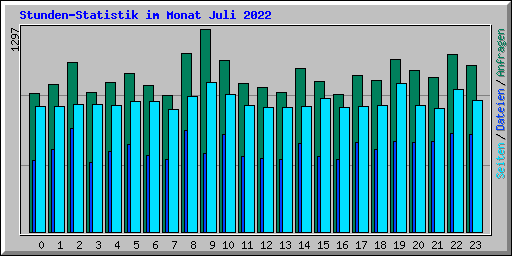 Stunden-Statistik im Monat Juli 2022
1297
Seiten / Dateien / Anfragen
0 1 2 3 4 5 6 7 8 9 10 11 12 13 14 15 16 17 18 19 20 21 22 23